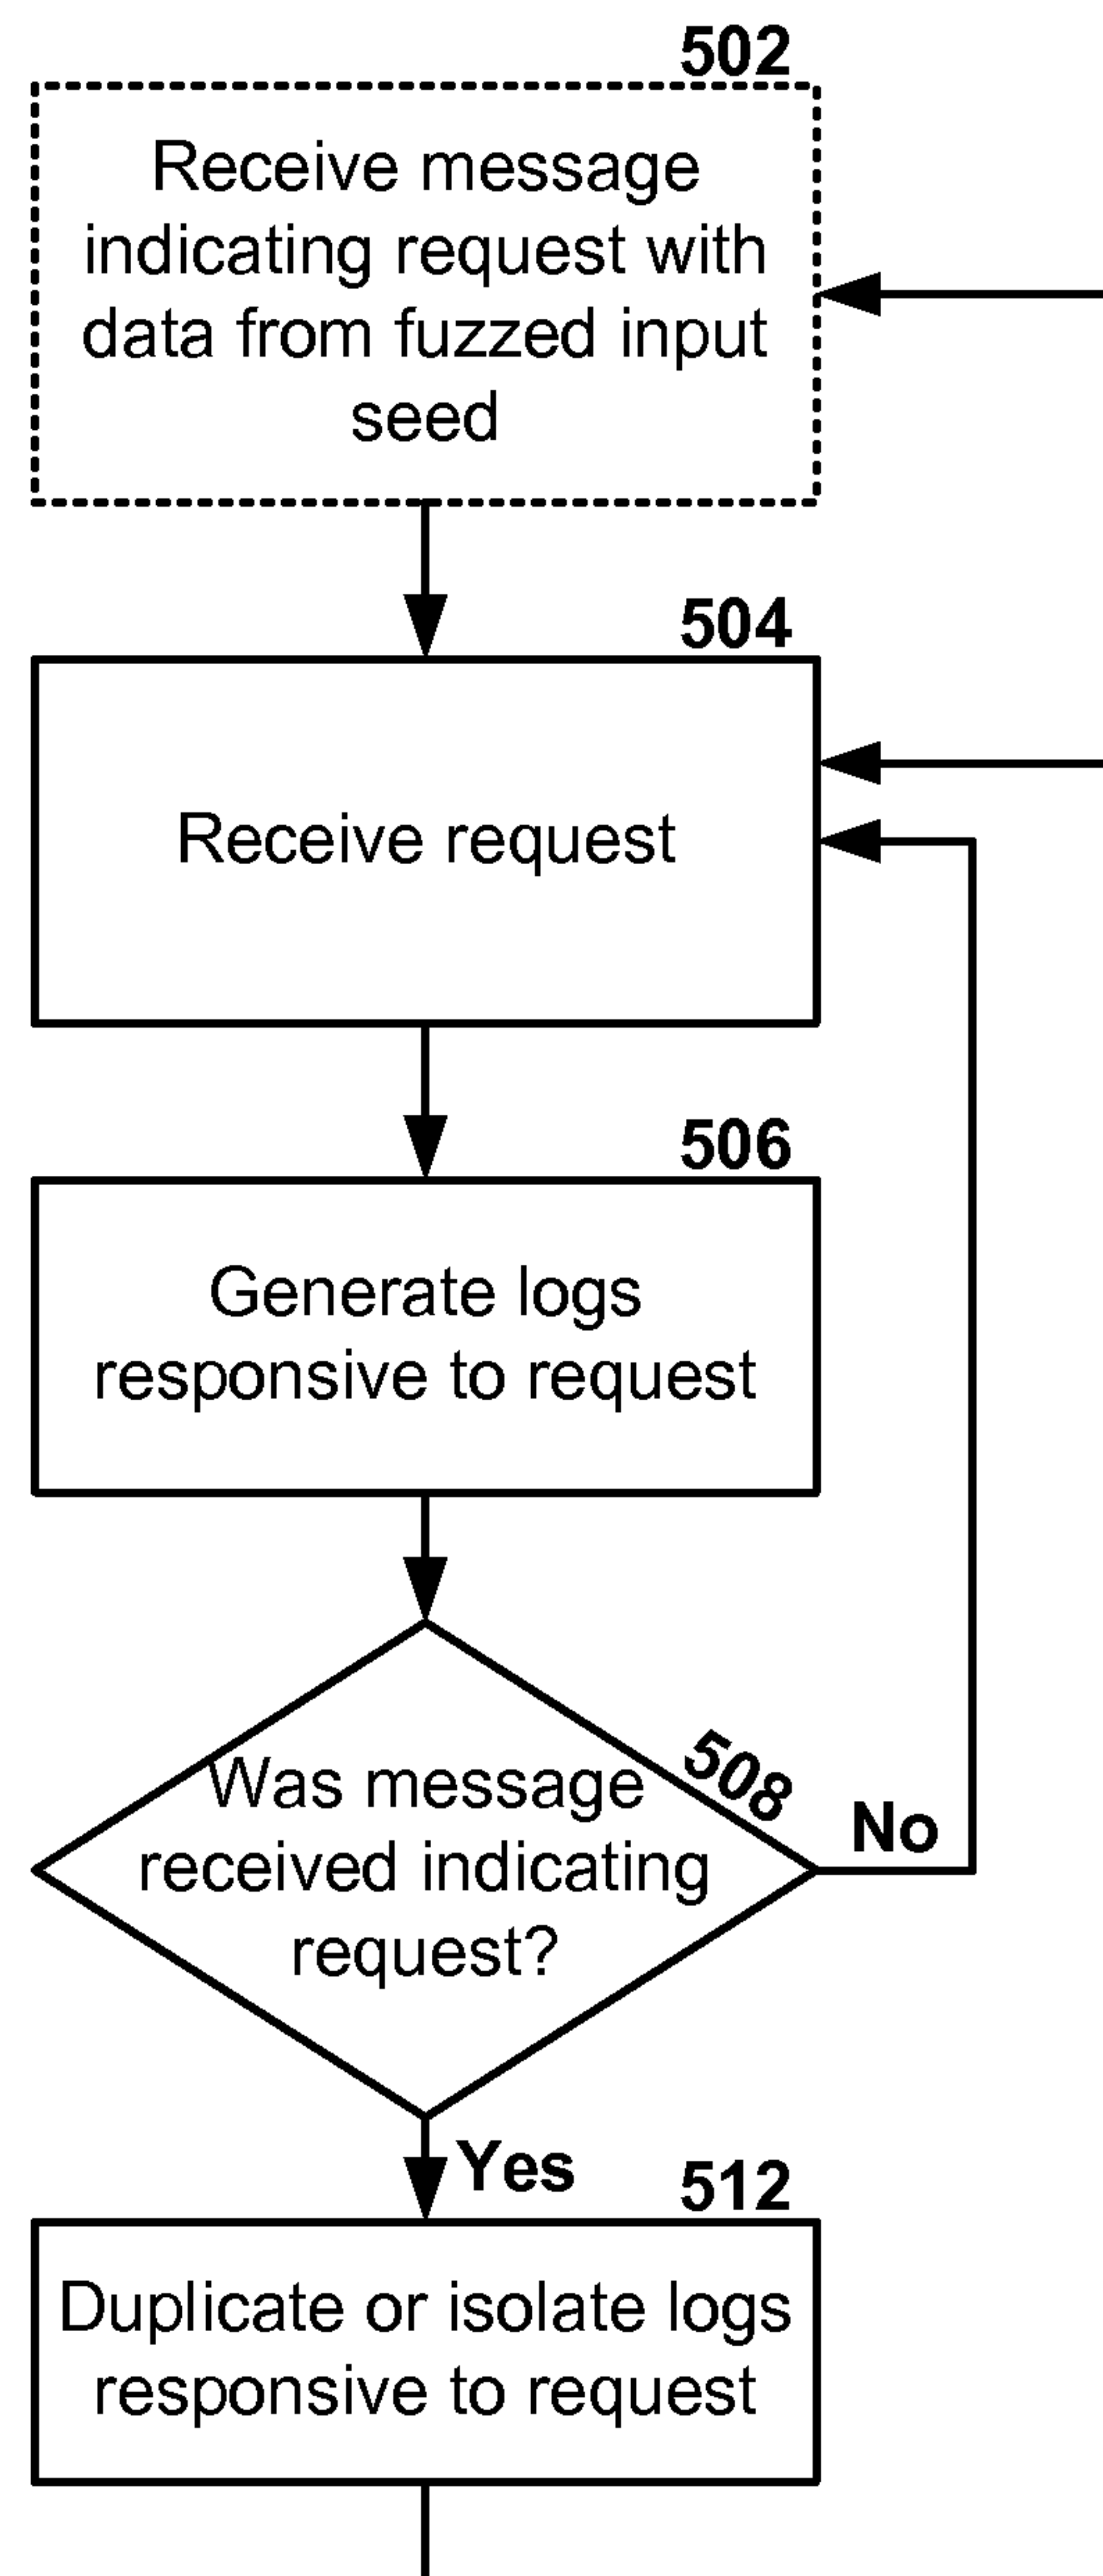 502
Receive message
indicating request with
data from fuzzed input
seed
504
Receive request
506
Generate logs
responsive to request
508
Was message
received indicating
request?
No
Yes
512
Duplicate or isolate logs
responsive to request